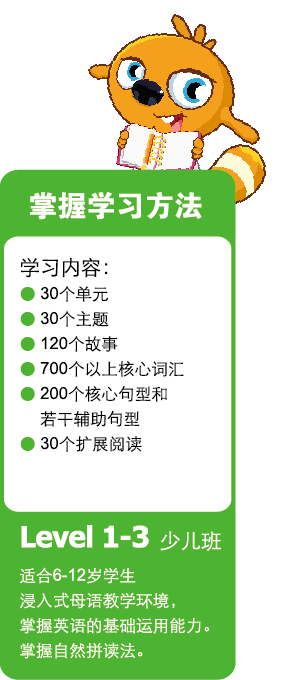 掌握学习方法
学习内容：
● 30个单元
● 30个主题
● 120个故事
● 700个以上核心词汇
● 200个核心句型和
若干辅助句型
● 30个扩展阅读
Level 1-3 少儿班
适合6-12岁学生
浸入式母语教学环境，
掌握英语的基础运用能力。
掌握自然拼读法。